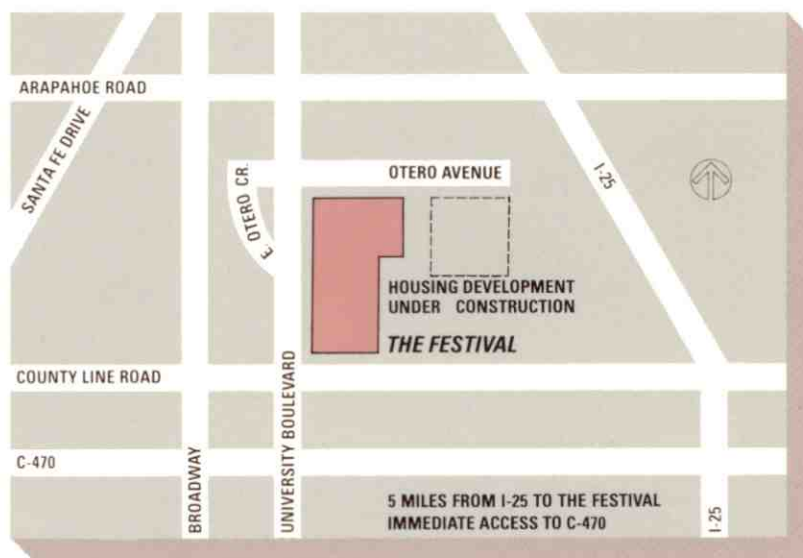 ARAPAHOE ROAD
SANTA FE DRIVE
E. OTERO CR.
OTERO AVENUE
I-25
HOUSING DEVELOPMENT
UNDER CONSTRUCTION
THE FESTIVAL
COUNTY LINE ROAD
UNIVERSITY BOULEVARD
BROADWAY
C-470
5 MILES FROM I-25 TO THE FESTIVAL
IMMEDIATE ACCESS TO C-470
I-25